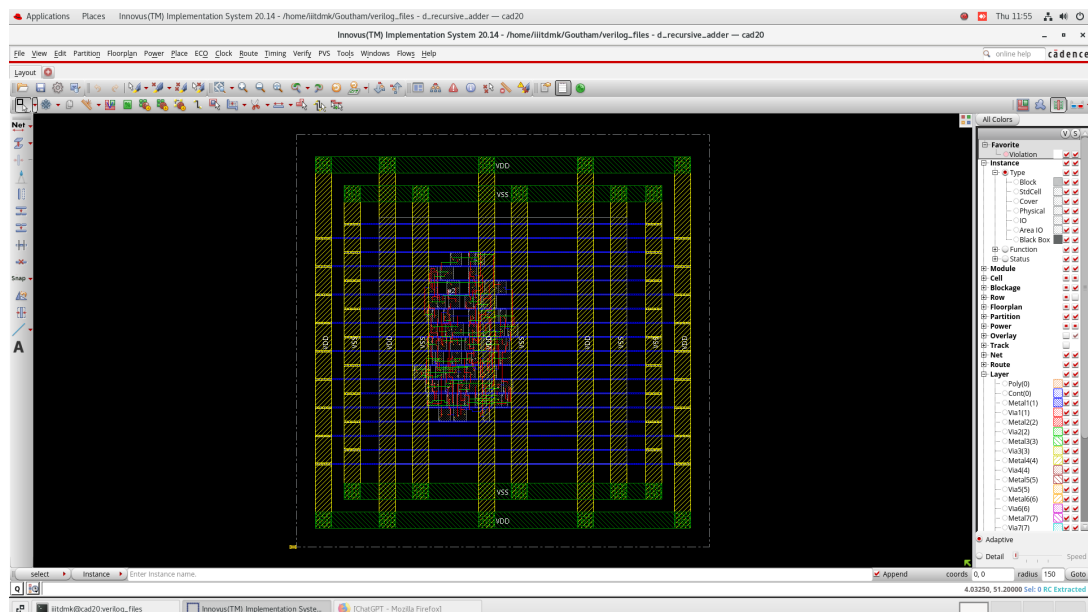 Applications Places Innovus(TM) Implementation System 20.14 - /home/iiitdmk/Goutham/verilog_files - d_recursive_adder — cad20 Thu 11:55
Innovus(TM) Implementation System 20.14 - /home/iiitdmk/Goutham/verilog_files - d_recursive_adder — cad20
File View Edit Partition Floorplan Power Place ECO Clock Route Timing Verify PVS Tools Windows Flows Help online help cādence
Layout
Net
Snap
A
VDD
VSS
e2
VDD VSS VDD VSS VDD VSS VDD VSS VSS VDD
VSS
VDD
All Colors
V S
Favorite
Violation
Instance
Type
Block
StdCell
Cover
Physical
IO
Area IO
Black Box
Function
Status
Module
Cell
Blockage
Row
Floorplan
Partition
Power
Overlay
Track
Net
Route
Layer
Poly(0)
Cont(0)
Metal1(1)
Via1(1)
Metal2(2)
Via2(2)
Metal3(3)
Via3(3)
Metal4(4)
Via4(4)
Metal5(5)
Via5(5)
Metal6(6)
Via6(6)
Metal7(7)
Via7(7)
Adaptive
Detail Speed
select Instance Enter Instance name. Append coords 0, 0 radius 150 Goto
Q
4.03250, 51.20000 Sel: 0 RC Extracted
iiitdmk@cad20:verilog_files Innovus(TM) Implementation Syste... [ChatGPT - Mozilla Firefox]